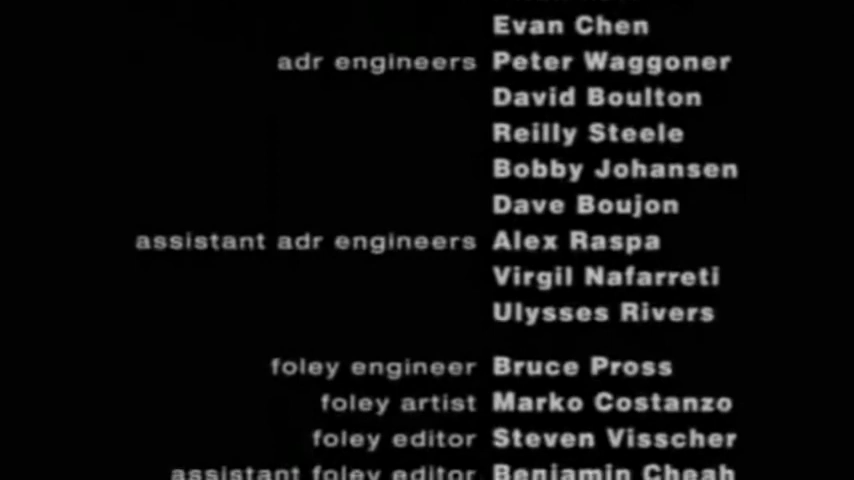 Evan Chen
adr engineers Peter Waggoner
David Boulton
Reilly Steele
Bobby Johansen
Dave Boujon
assistant adr engineers Alex Raspa
Virgil Nafarreti
Ulysses Rivers
foley engineer Bruce Pross
foley artist Marko Costanzo
foley editor Steven Visscher
assistant foley editor Benjamin Cheah